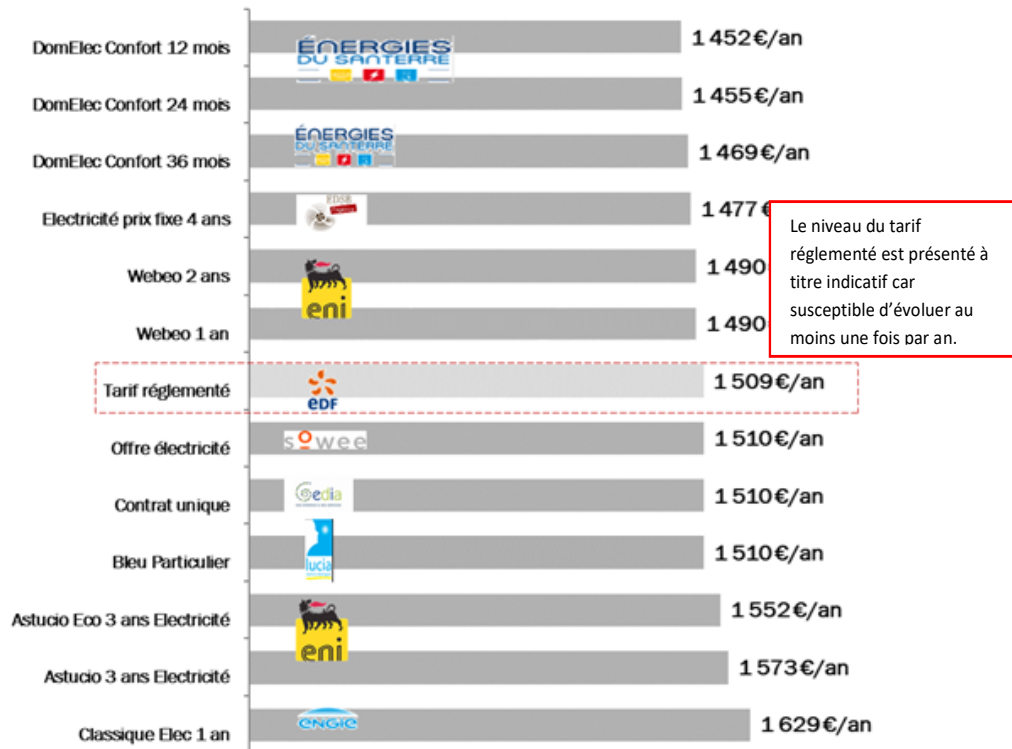 DomElec Confort 12 mois
ÉNERGIES
DU SANTERRE
1 452€/an
DomElec Confort 24 mois
1 455€/an
DomElec Confort 36 mois
ÉNERGIES
DU SANTERRE
1 469€/an
Electricité prix fixe 4 ans
EDSB
1 477€
Le niveau du tarif
réglementé est présenté à
titre indicatif car
susceptible d'évoluer au
moins une fois par an.
Webeo 2 ans
eni
1 490
Webeo 1 an
1 490
Tarif réglementé
eDF
1 509€/an
Offre électricité
sowee
1 510€/an
Contrat unique
Gedia
1 510€/an
Bleu Particulier
lucia
1 510€/an
Astucio Eco 3 ans Electricité
eni
1 552€/an
Astucio 3 ans Electricité
1 573€/an
Classique Elec 1 an
ENGIE
1 629€/an